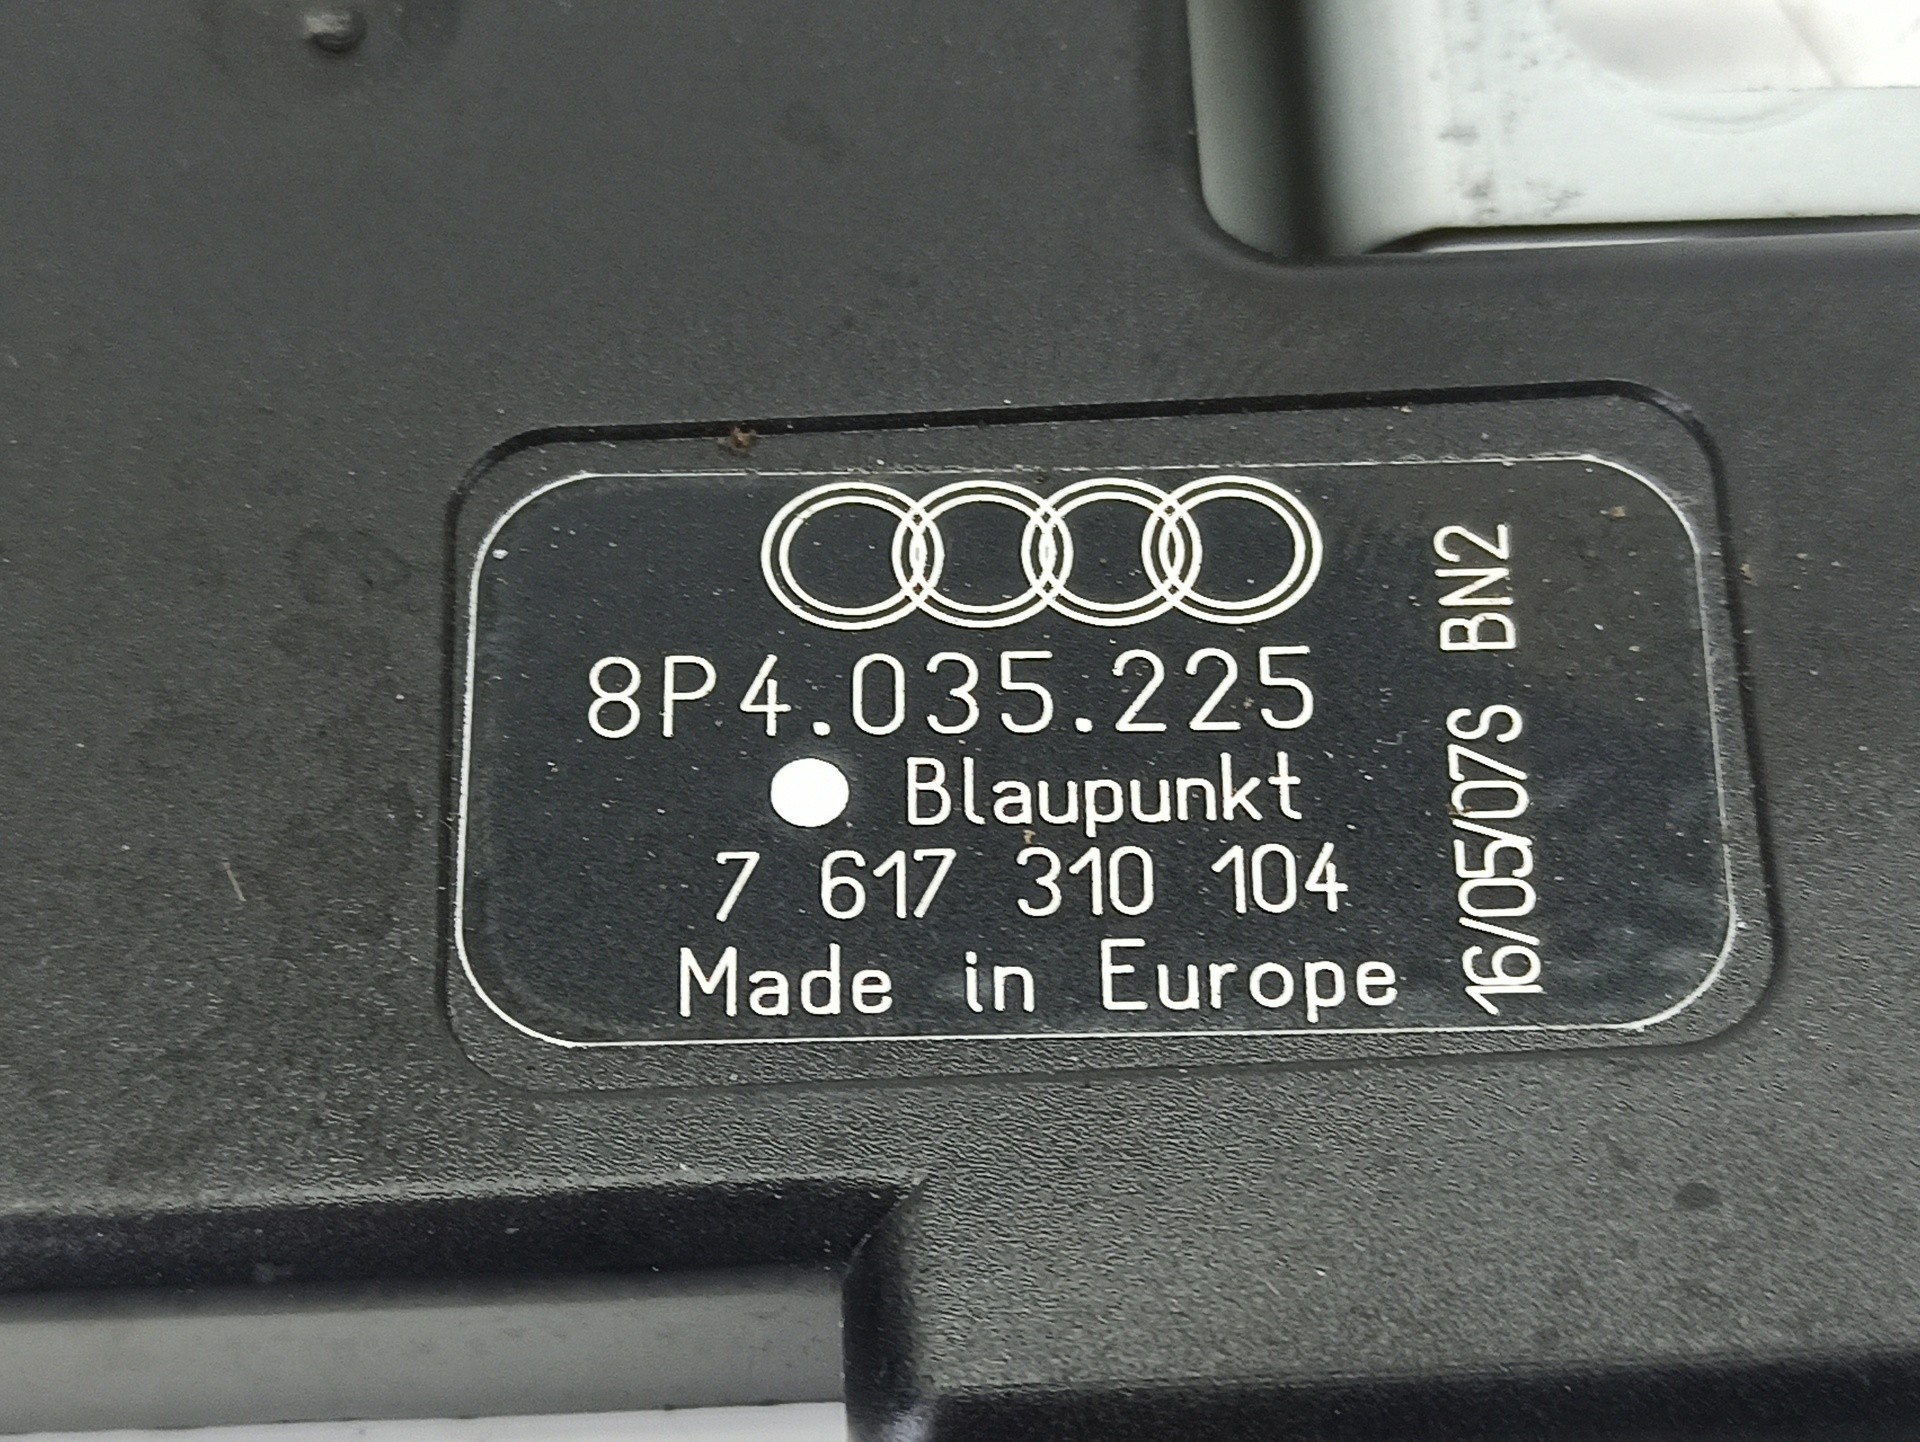 8P4.035.225
Blaupunkt
7 617 310 104
Made in Europe
16/05/07S BN2